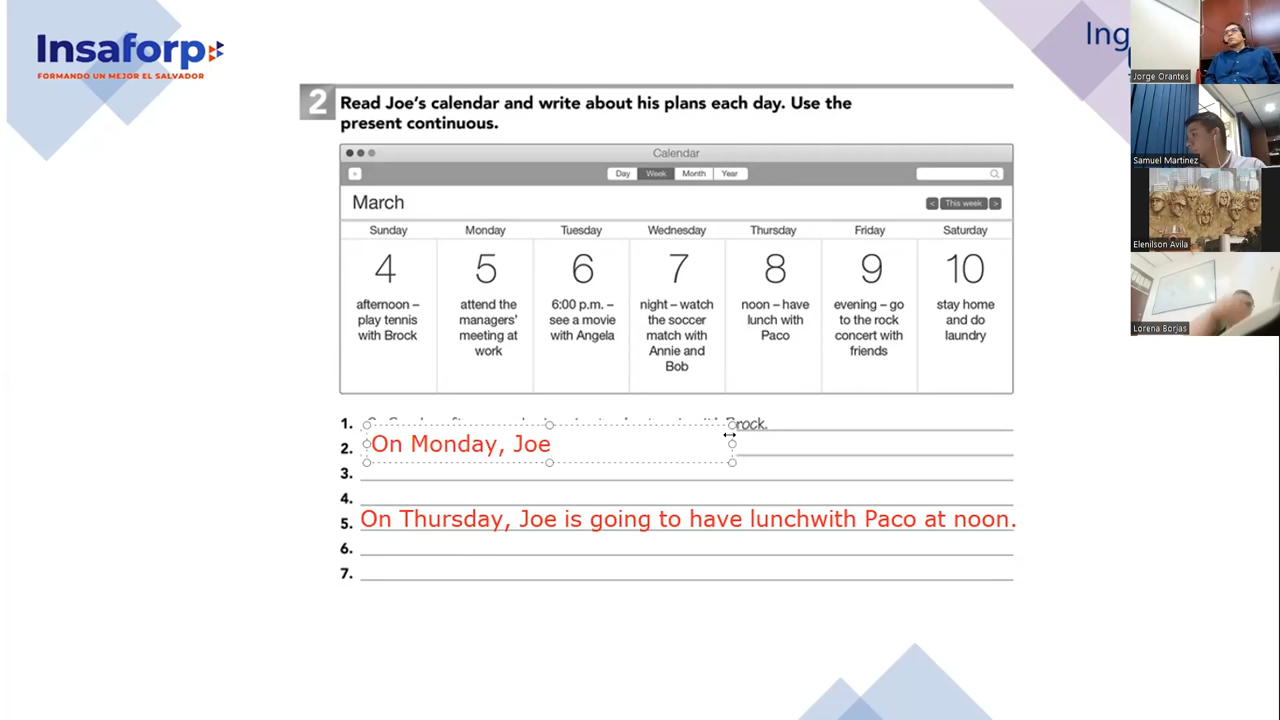 Insaforp
FORMANDO UN MEJOR EL SALVADOR
Ing
2 Read Joe's calendar and write about his plans each day. Use the
present continuous.
Calendar
+ Day Week Month Year
March < This week >
Sunday Monday Tuesday Wednesday Thursday Friday Saturday
4 5 6 7 8 9 10
afternoon –
play tennis
with Brock
attend the
managers'
meeting at
work
6:00 p.m. –
see a movie
with Angela
night – watch
the soccer
match with
Annie and
Bob
noon – have
lunch with
Paco
evening – go
to the rock
concert with
friends
stay home
and do
laundry
1. Brock.
2. On Monday, Joe
3.
4.
5. On Thursday, Joe is going to have lunchwith Paco at noon.
6.
7.
Jorge Orantes
Samuel Martinez
Elenilson Avila
Lorena Borjas